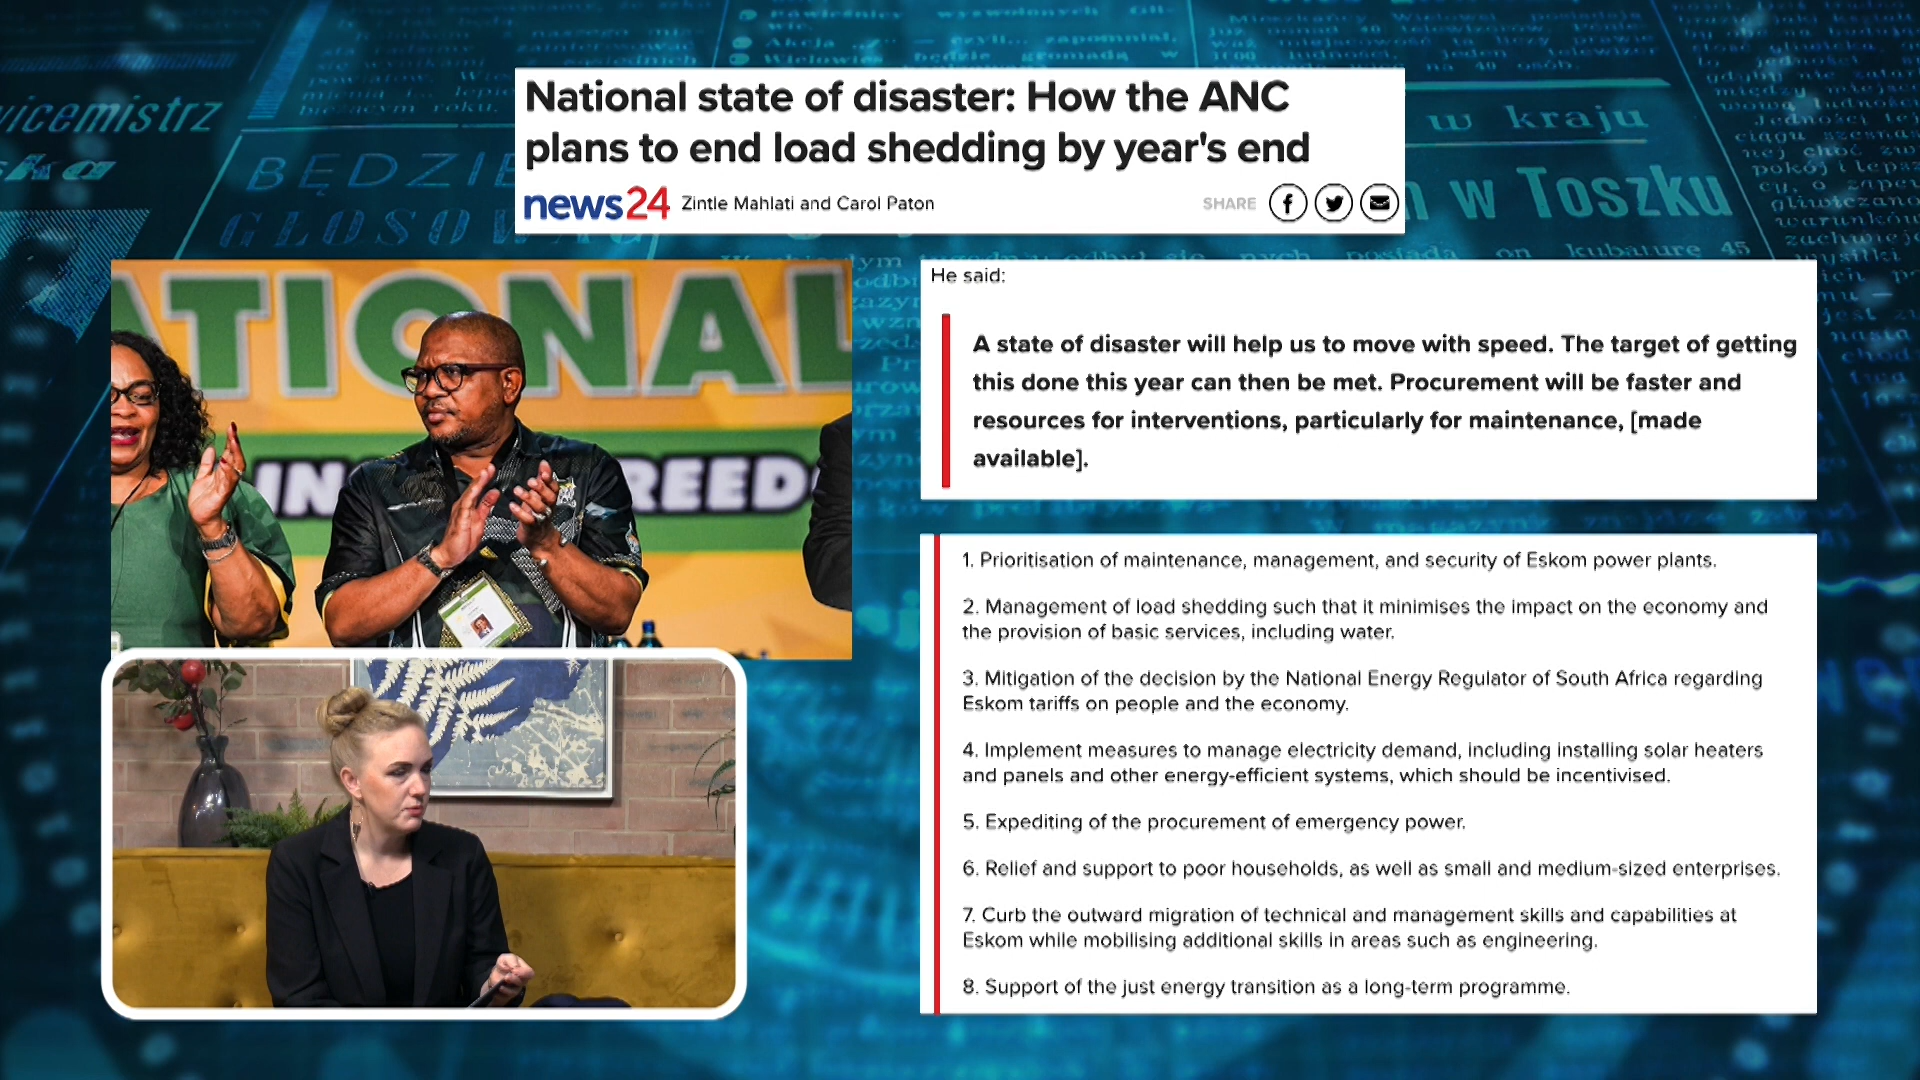 National state of disaster: How the ANC
plans to end load shedding by year's end
news24 Zintle Mahlati and Carol Paton SHARE
vicemistrz
BĘDZIE
GŁOSOWA
w kraju
w Toszku
ATIONAL
IN REED
He said:
A state of disaster will help us to move with speed. The target of getting
this done this year can then be met. Procurement will be faster and
resources for interventions, particularly for maintenance, [made
available].
1. Prioritisation of maintenance, management, and security of Eskom power plants.
2. Management of load shedding such that it minimises the impact on the economy and
the provision of basic services, including water.
3. Mitigation of the decision by the National Energy Regulator of South Africa regarding
Eskom tariffs on people and the economy.
4. Implement measures to manage electricity demand, including installing solar heaters
and panels and other energy-efficient systems, which should be incentivised.
5. Expediting of the procurement of emergency power.
6. Relief and support to poor households, as well as small and medium-sized enterprises.
7. Curb the outward migration of technical and management skills and capabilities at
Eskom while mobilising additional skills in areas such as engineering.
8. Support of the just energy transition as a long-term programme.